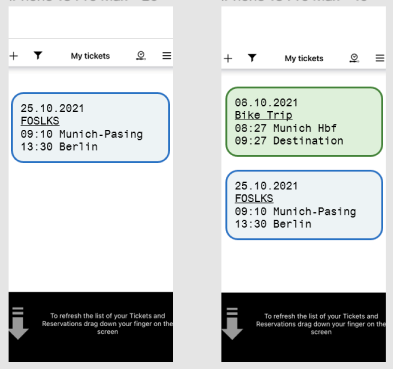 My tickets
25.10.2021
FOSLKS
09:10 Munich-Pasing
13:30 Berlin
To refresh the list of your Tickets and
Reservations drag down your finger on the
screen
My tickets
08.10.2021
Bike Trip
08:27 Munich Hbf
09:27 Destination
25.10.2021
FOSLKS
09:10 Munich-Pasing
13:30 Berlin
To refresh the list of your Tickets and
Reservations drag down your finger on the
screen